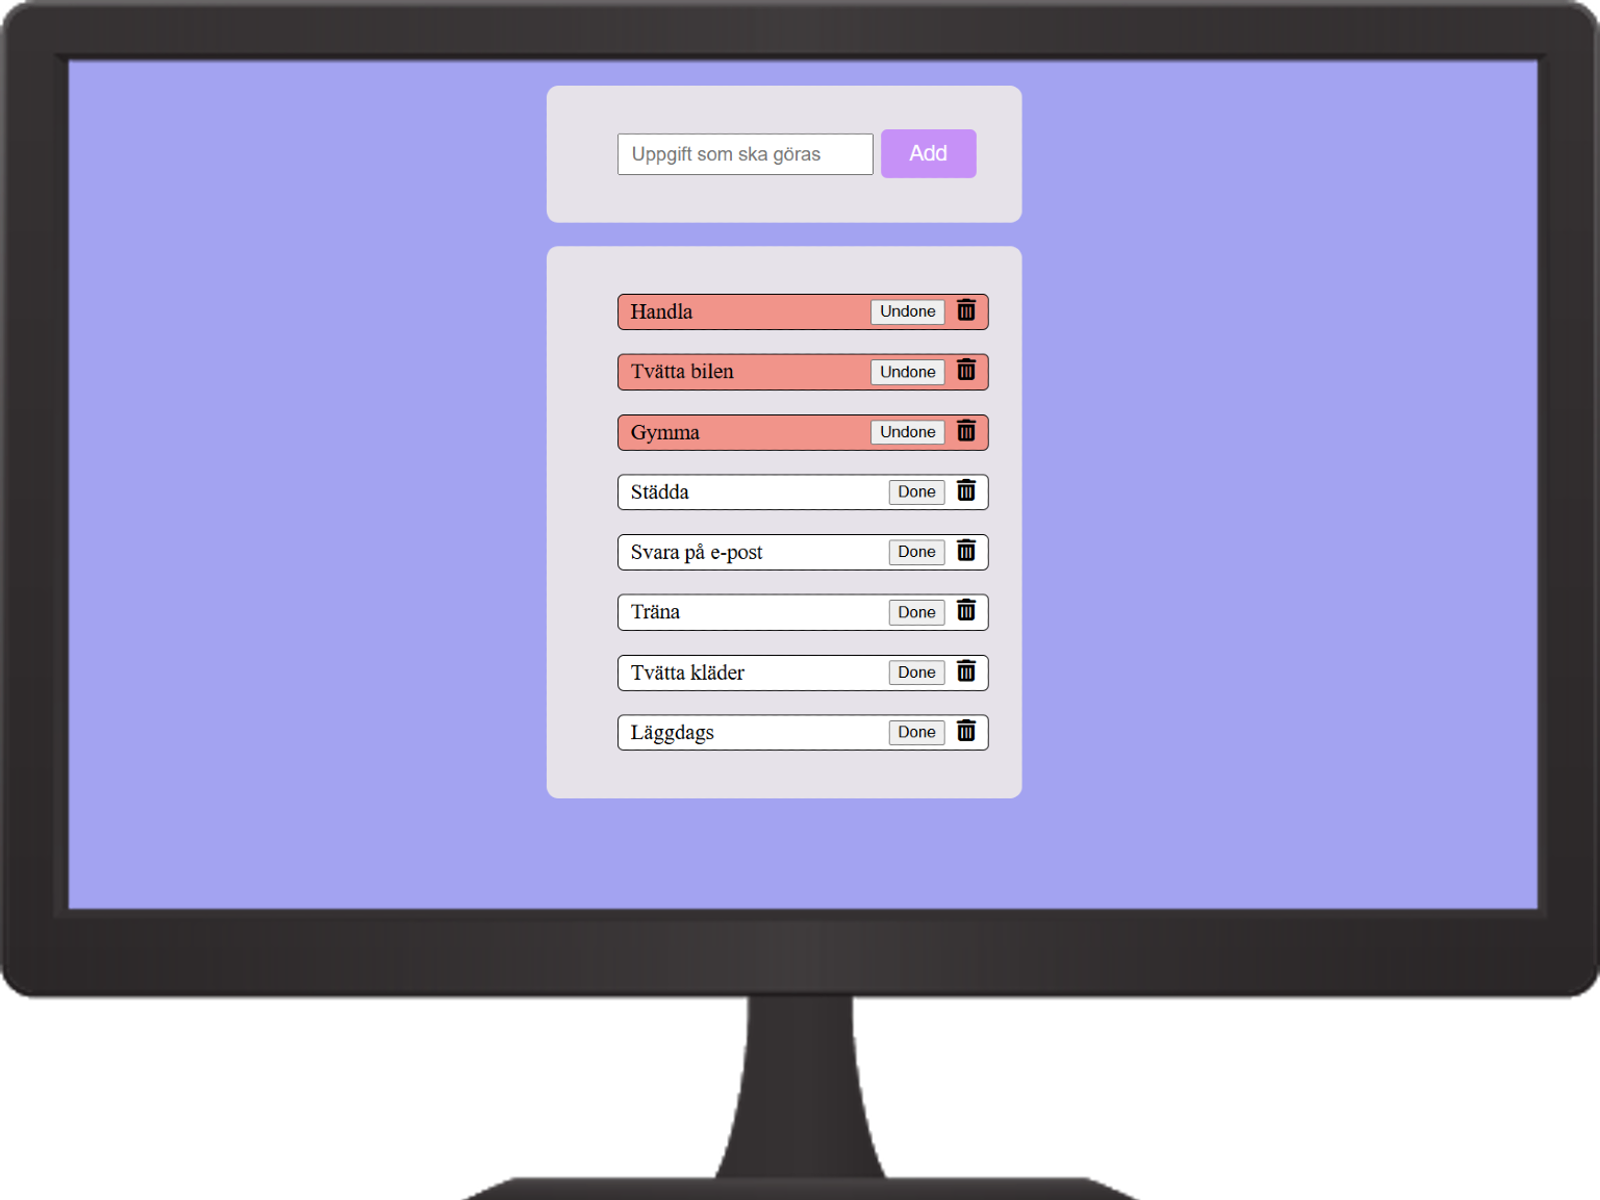 Uppgift som ska göras Add
Handla Undone
Tvätta bilen Undone
Gymma Undone
Städda Done
Svara på e-post Done
Träna Done
Tvätta kläder Done
Läggdags Done